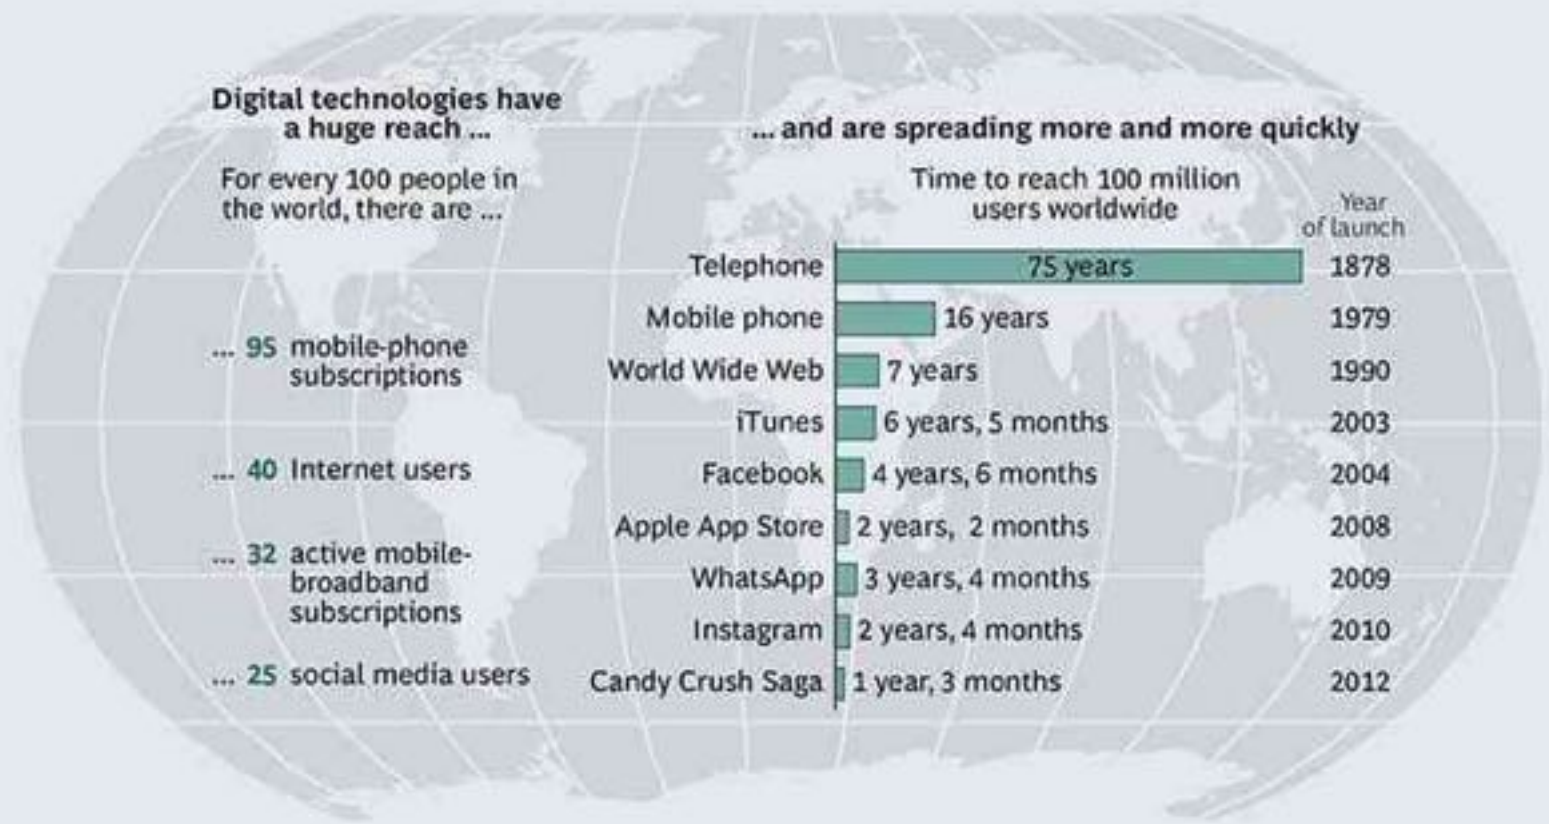 Digital technologies have
a huge reach ...
For every 100 people in
the world, there are ...
... 95 mobile-phone
subscriptions
... 40 Internet users
... 32 active mobile-
broadband
subscriptions
... 25 social media users
... and are spreading more and more quickly
Time to reach 100 million
users worldwide
Year
of launch
Telephone 75 years 1878
Mobile phone 16 years 1979
World Wide Web 7 years 1990
iTunes 6 years, 5 months 2003
Facebook 4 years, 6 months 2004
Apple App Store 2 years, 2 months 2008
WhatsApp 3 years, 4 months 2009
Instagram 2 years, 4 months 2010
Candy Crush Saga 1 year, 3 months 2012